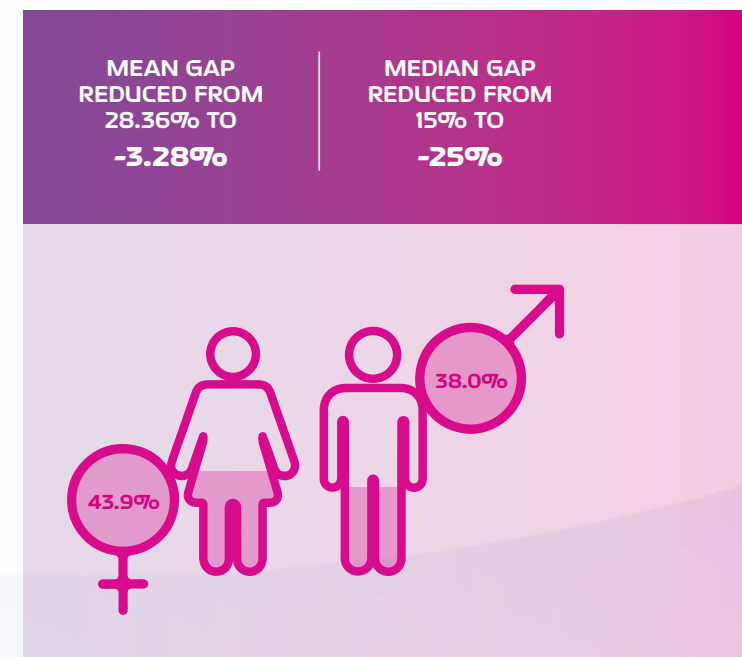 MEAN GAP
REDUCED FROM
28.36% TO
-3.28%
MEDIAN GAP
REDUCED FROM
15% TO
-25%
38.0%
43.9%